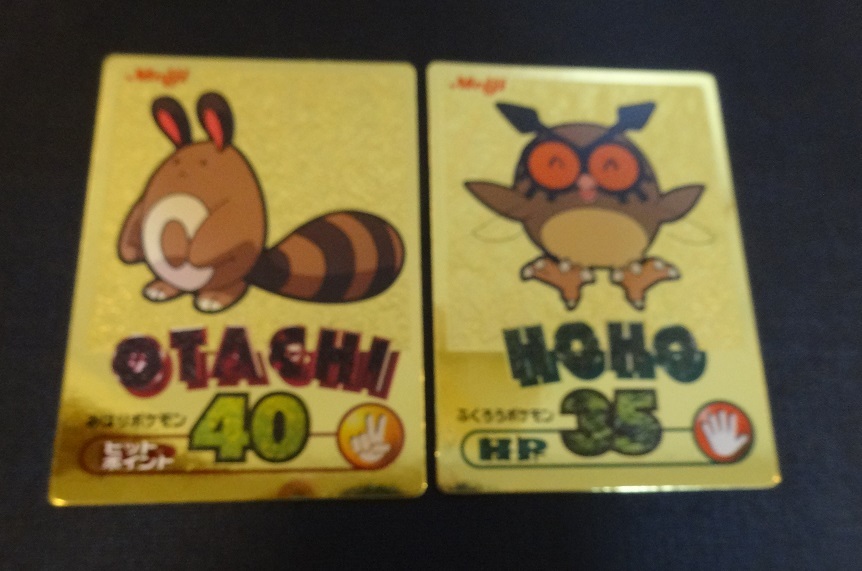 Meiji
OTACHI
みはりポケモン
40
ヒット
ポイント
Meiji
HOHO
ふくろうポケモン
HP
35